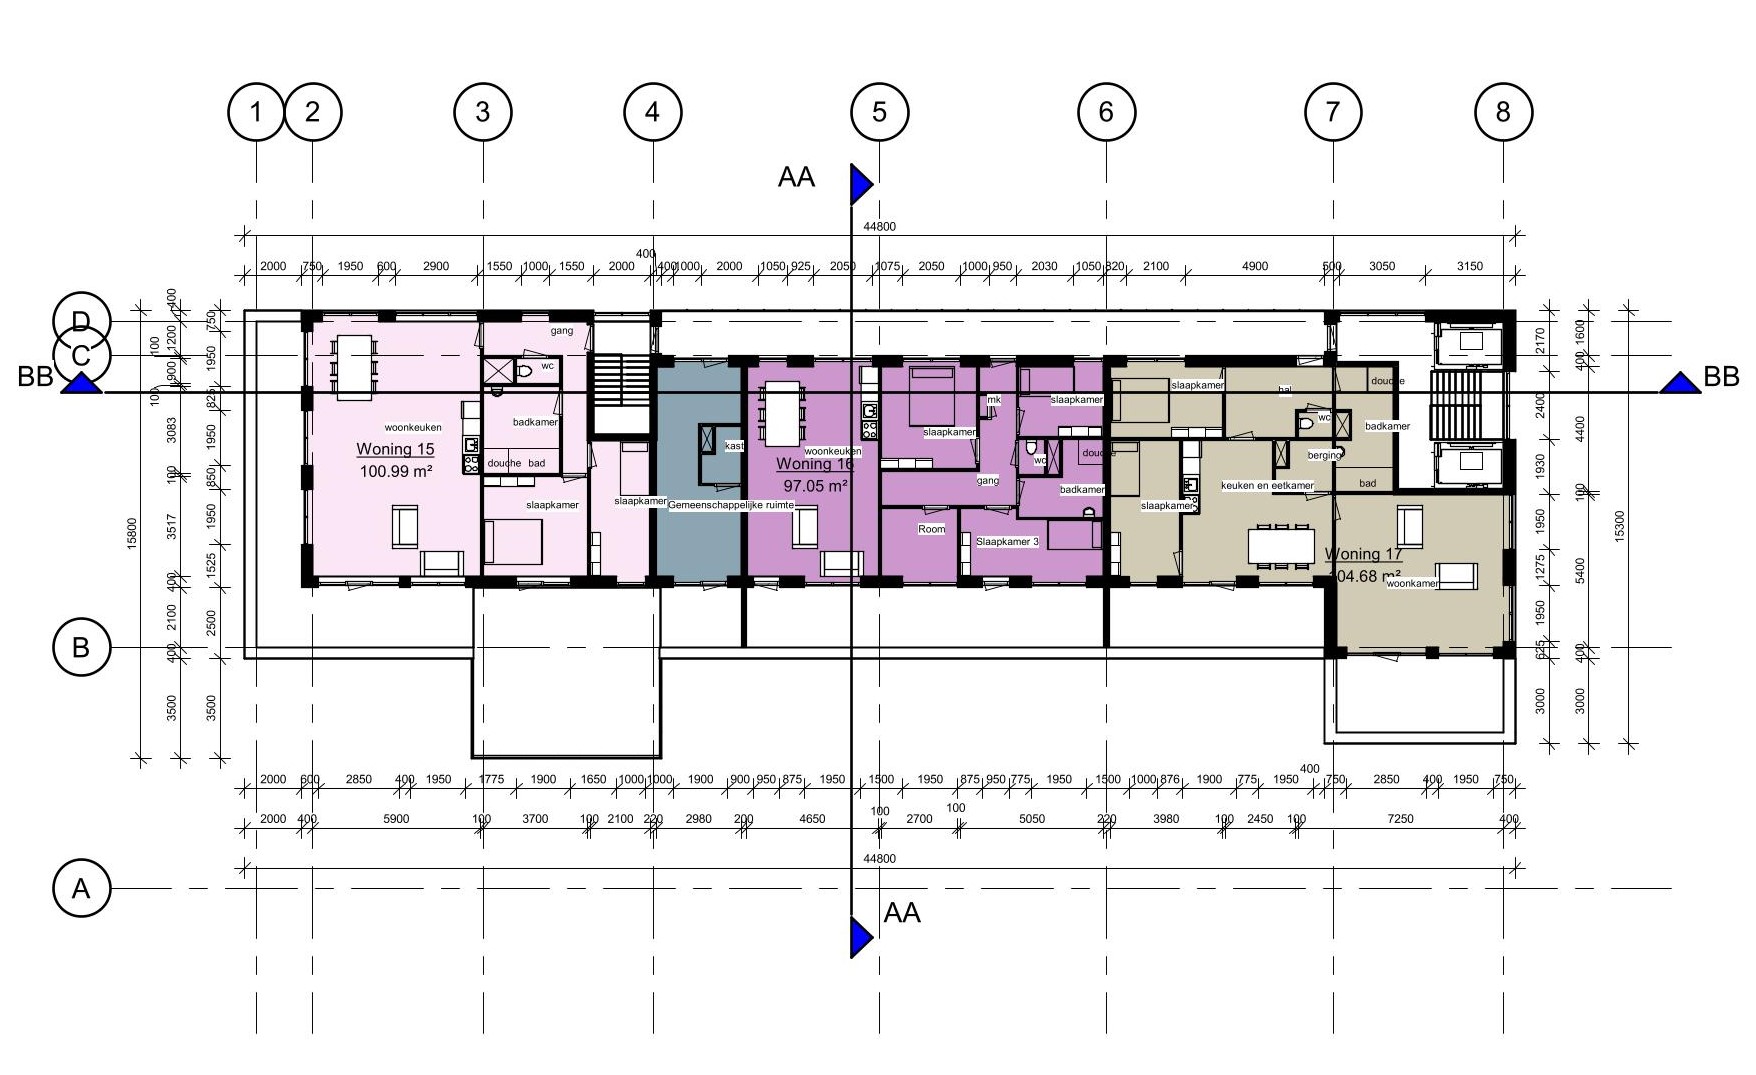 1 2 3 4 5 6 7 8
AA
44800
400
2000 750 1950 600 2900 1550 1000 1550 2000 400 1000 2000 1050 925 2050 1075 2050 1000 950 2030 1050 820 2100 4900 500 3050 3150
D
C
B
A
BB
BB
15800
400
1200
100
900
100
3083
100
3517
400
2100
400
3500
750
1950
825
1950
850
1950
1525
2500
3500
2170
2400
1930
1950
1275
1950
625
3000
1600
400
4400
100
5400
400
3000
15300
gang
wc
woonkeuken
badkamer
Woning 15
100.99 m²
douche bad
slaapkamer
slaapkamer
kast
Gemeenschappelijke ruimte
woonkeuken
Woning 16
97.05 m²
slaapkamer
mk
slaapkamer
wc
douche
gang
badkamer
Room
Slaapkamer 3
slaapkamer
hal
douche
wc
badkamer
berging
bad
keuken en eetkamer
slaapkamer
Woning 17
104.68 m²
woonkamer
400
2000 600 2850 400 1950 1775 1900 1650 1000 1000 1900 900 950 875 1950 1500 1950 875 950 775 1950 1500 1000 876 1900 775 1950 750 2850 400 1950 750
100 100
2000 400 5900 100 3700 100 2100 220 2980 200 4650 2700 5050 220 3980 100 2450 100 7250 400
44800
AA